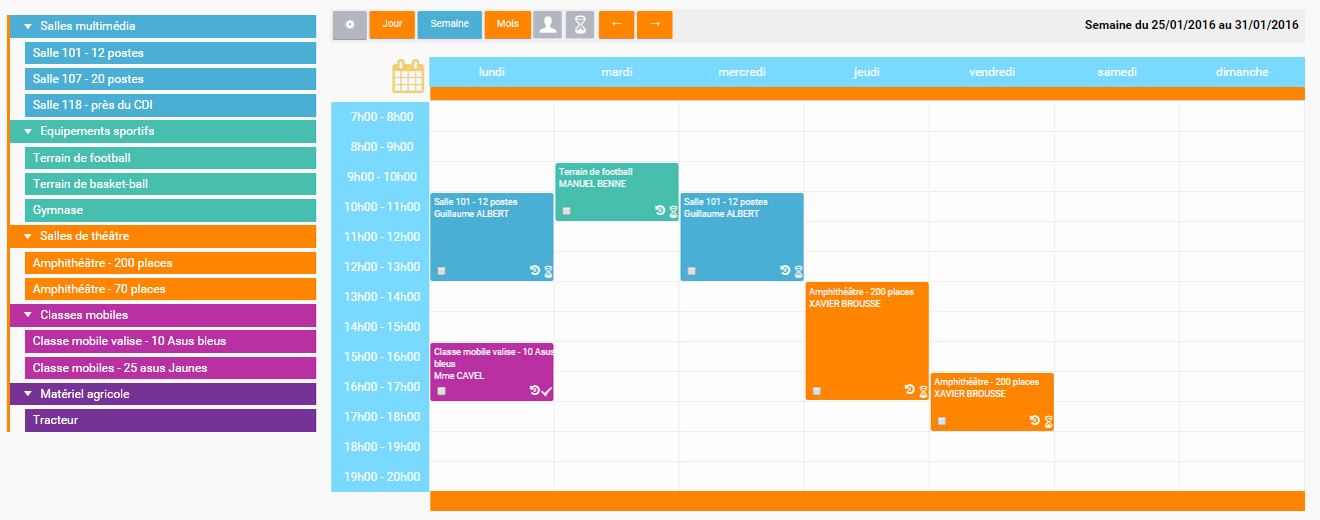 Salles multimédia
Salle 101 - 12 postes
Salle 107 - 20 postes
Salle 118 - près du CDI
Equipements sportifs
Terrain de football
Terrain de basket-ball
Gymnase
Salles de théâtre
Amphithéâtre - 200 places
Amphithéâtre - 70 places
Classes mobiles
Classe mobile valise - 10 Asus bleus
Classe mobiles - 25 asus Jaunes
Matériel agricole
Tracteur
Jour Semaine Mois ← → Semaine du 25/01/2016 au 31/01/2016
lundi mardi mercredi jeudi vendredi samedi dimanche
7h00 - 8h00
8h00 - 9h00
9h00 - 10h00
10h00 - 11h00
11h00 - 12h00
12h00 - 13h00
13h00 - 14h00
14h00 - 15h00
15h00 - 16h00
16h00 - 17h00
17h00 - 18h00
18h00 - 19h00
19h00 - 20h00
Salle 101 - 12 postes
Guillaume ALBERT
Classe mobile valise - 10 Asus
bleus
Mme CAVEL
Terrain de football
MANUEL BENNE
Salle 101 - 12 postes
Guillaume ALBERT
Amphithéâtre - 200 places
XAVIER BROUSSE
Amphithéâtre - 200 places
XAVIER BROUSSE